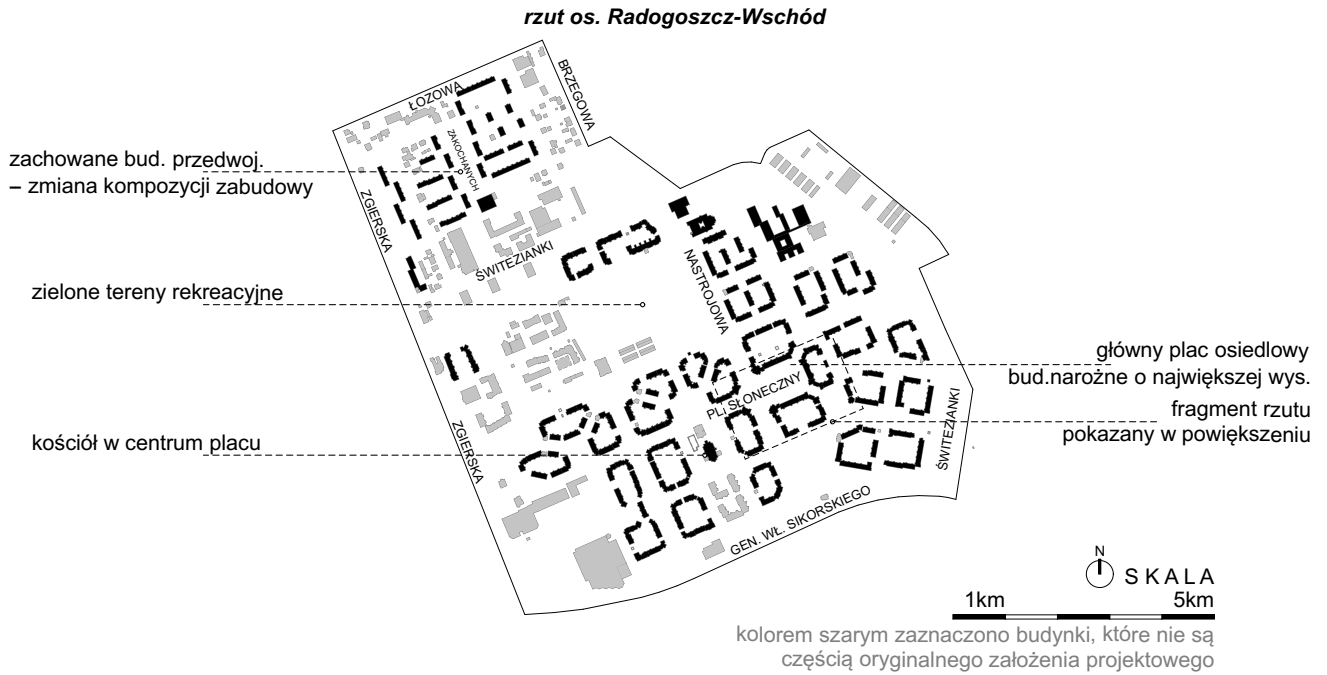 rzut os. Radogoszcz-Wschód
ŁOZOWA
BRZEGOWA
ZAKOCHANYCH
zachowane bud. przedwoj.
– zmiana kompozycji zabudowy
ZGIERSKA
ŚWITEZIANKI
NASTROJOWA
zielone tereny rekreacyjne
główny plac osiedlowy
bud.narożne o największej wys.
PL. SŁONECZNY
fragment rzutu
pokazany w powiększeniu
kościół w centrum placu
ZGIERSKA
ŚWITEZIANKI
GEN. WŁ. SIKORSKIEGO
N
SKALA
1km 5km
kolorem szarym zaznaczono budynki, które nie są
częścią oryginalnego założenia projektowego